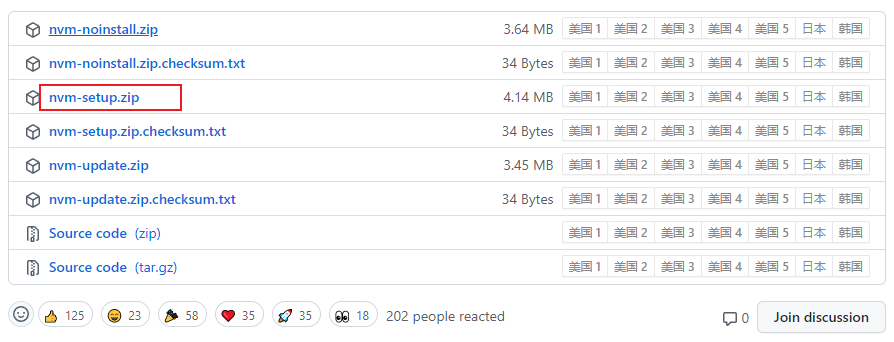 nvm-noinstall.zip 3.64 MB 美国 1 美国 2 美国 3 美国 4 美国 5 日本 韩国
nvm-noinstall.zip.checksum.txt 34 Bytes 美国 1 美国 2 美国 3 美国 4 美国 5 日本 韩国
nvm-setup.zip 4.14 MB 美国 1 美国 2 美国 3 美国 4 美国 5 日本 韩国
nvm-setup.zip.checksum.txt 34 Bytes 美国 1 美国 2 美国 3 美国 4 美国 5 日本 韩国
nvm-update.zip 3.45 MB 美国 1 美国 2 美国 3 美国 4 美国 5 日本 韩国
nvm-update.zip.checksum.txt 34 Bytes 美国 1 美国 2 美国 3 美国 4 美国 5 日本 韩国
Source code (zip) 美国 1 美国 2 美国 3 美国 4 美国 5 日本 韩国
Source code (tar.gz) 美国 1 美国 2 美国 3 美国 4 美国 5 日本 韩国
125 23 58 35 35 18 202 people reacted 0 Join discussion